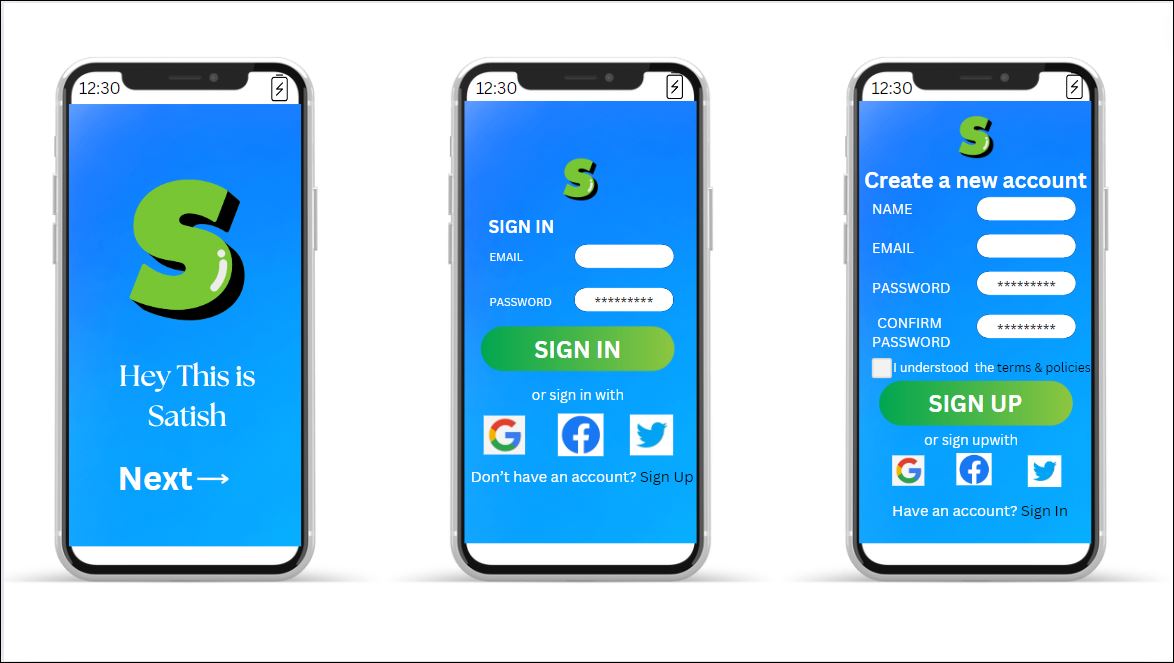 12:30
S
Hey This is
Satish
Next→
12:30
S
SIGN IN
EMAIL
PASSWORD *********
SIGN IN
or sign in with
G f
Don't have an account? Sign Up
12:30
S
Create a new account
NAME
EMAIL
PASSWORD *********
CONFIRM
PASSWORD *********
I understood the terms & policies
SIGN UP
or sign upwith
G f
Have an account? Sign In